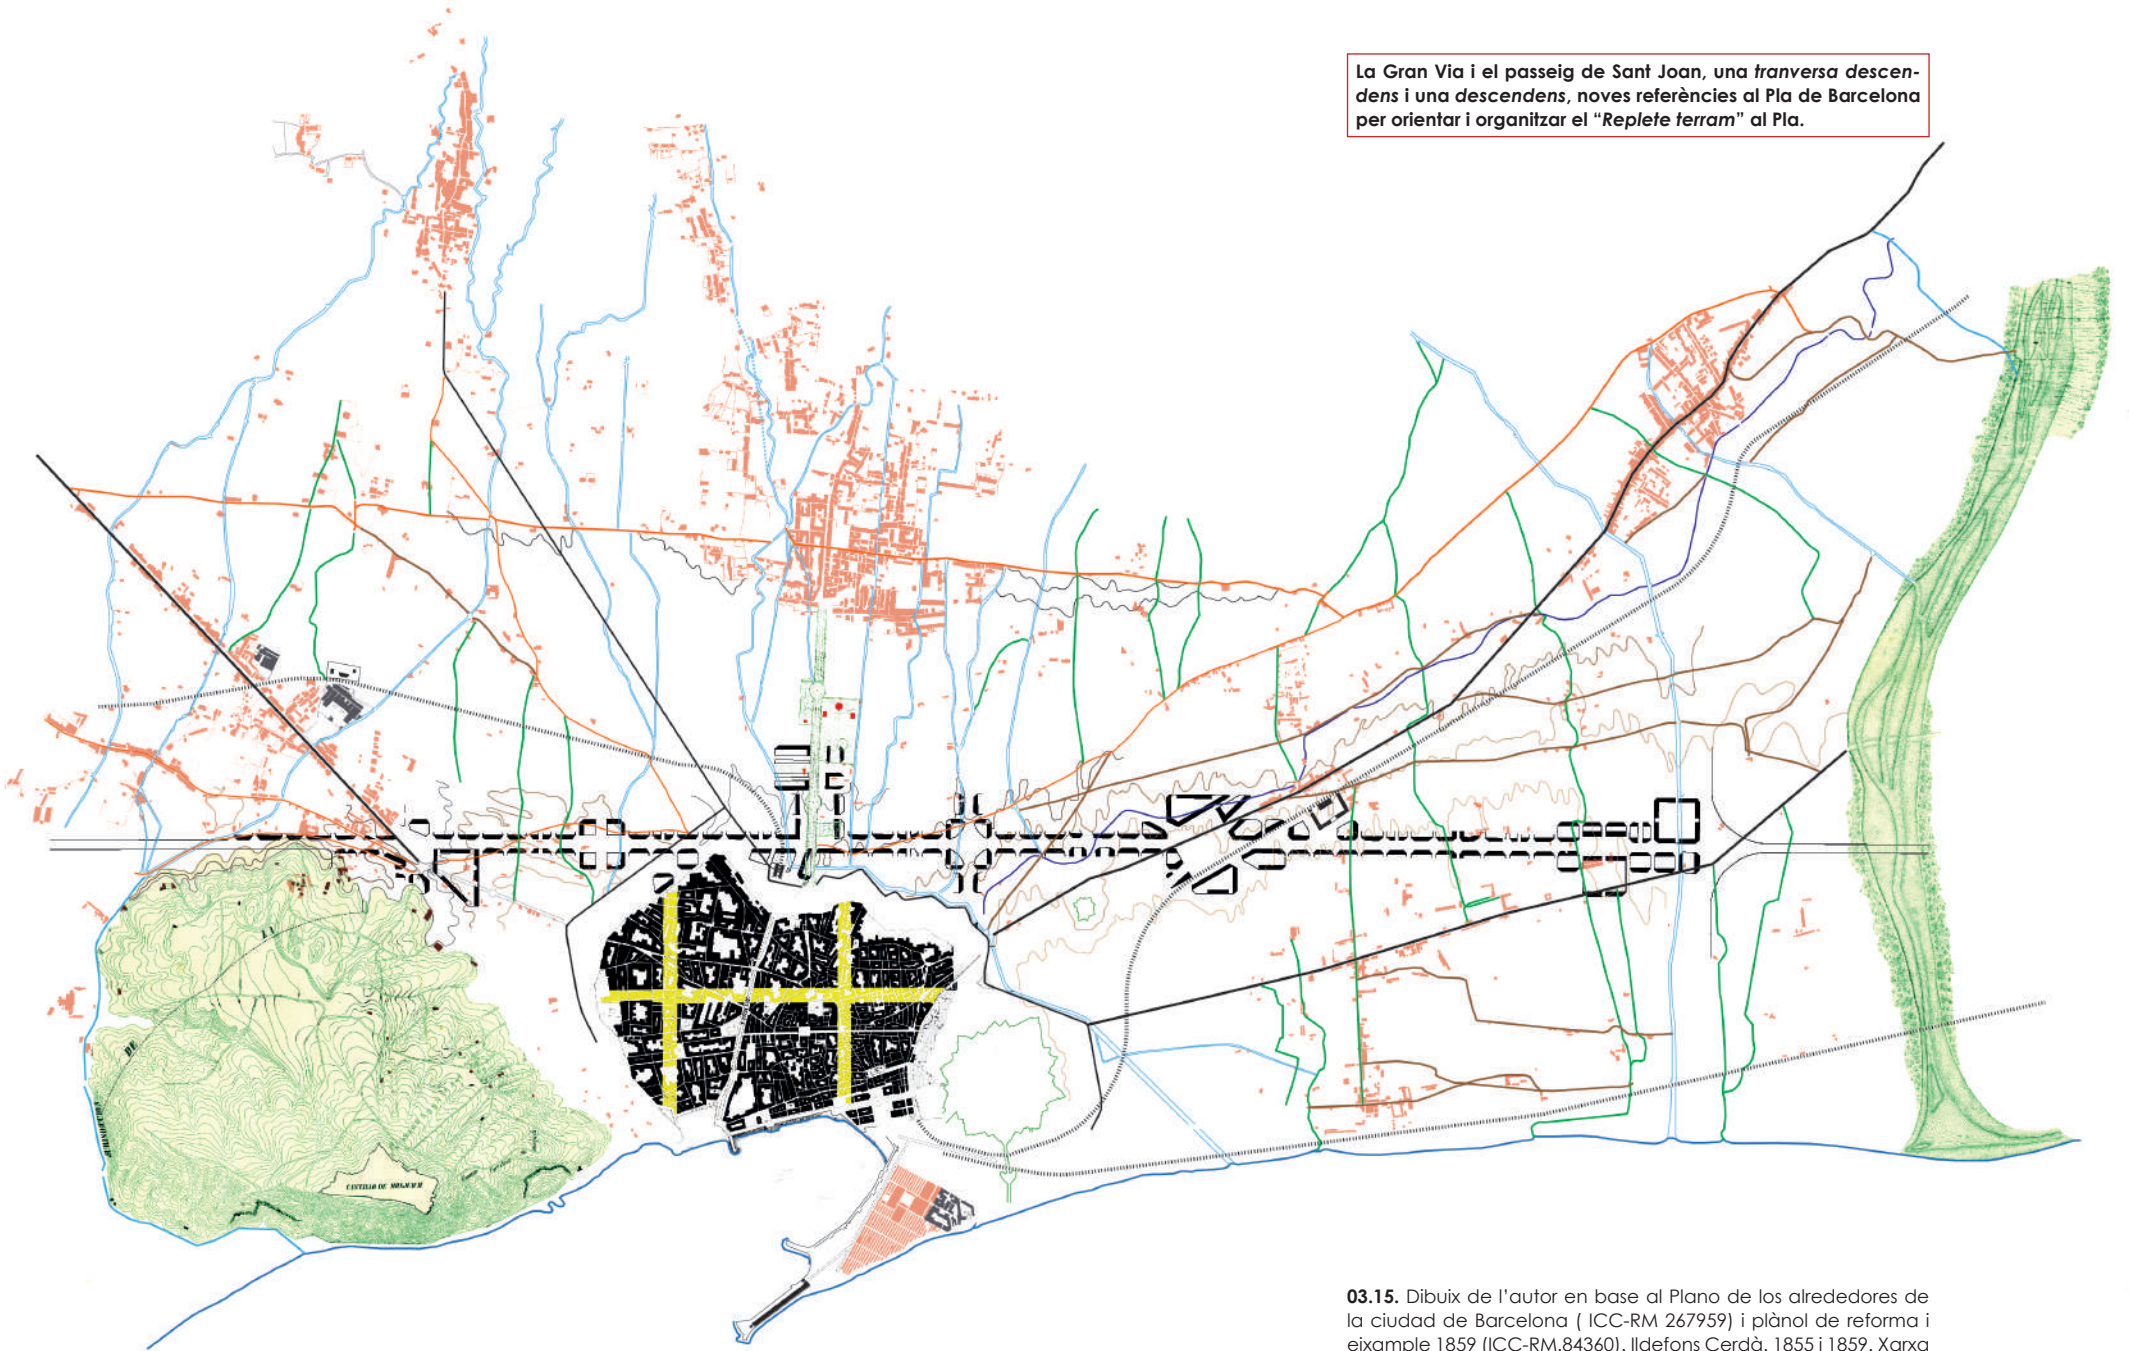 La Gran Via i el passeig de Sant Joan, una tranversa descen-
dens i una descendens, noves referències al Pla de Barcelona
per orientar i organitzar el “Replete terram” al Pla.
DE
CASTILLO DE MONJUICH
03.15. Dibuix de l’autor en base al Plano de los alrededores de
la ciudad de Barcelona ( ICC-RM 267959) i plànol de reforma i
eixample 1859 (ICC-RM.84360). Ildefons Cerdà. 1855 i 1859. Xarxa